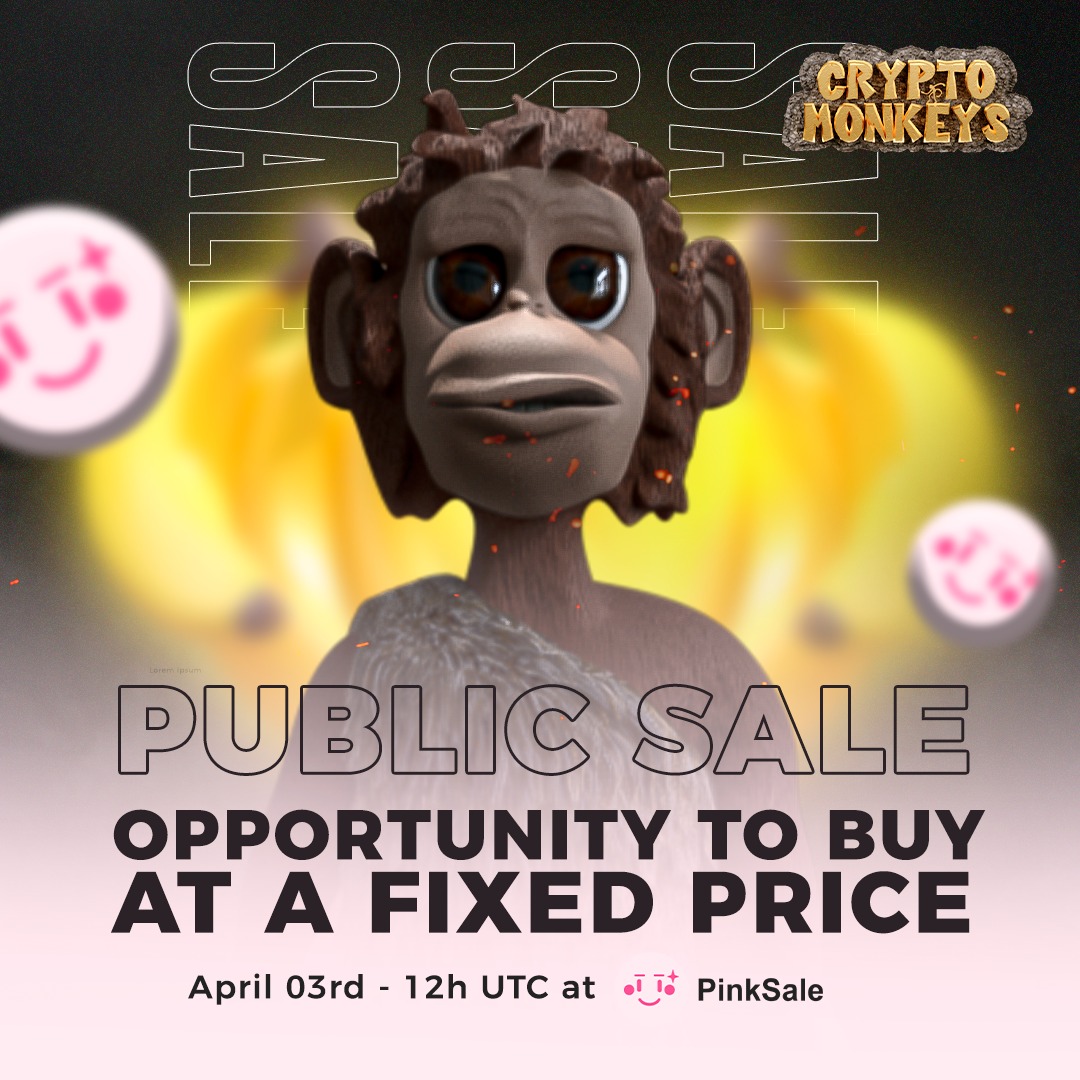 SALE SALE SALE
CRYPTO
MONKEYS
Lorem ipsum
PUBLIC SALE
OPPORTUNITY TO BUY
AT A FIXED PRICE
April 03rd - 12h UTC at PinkSale